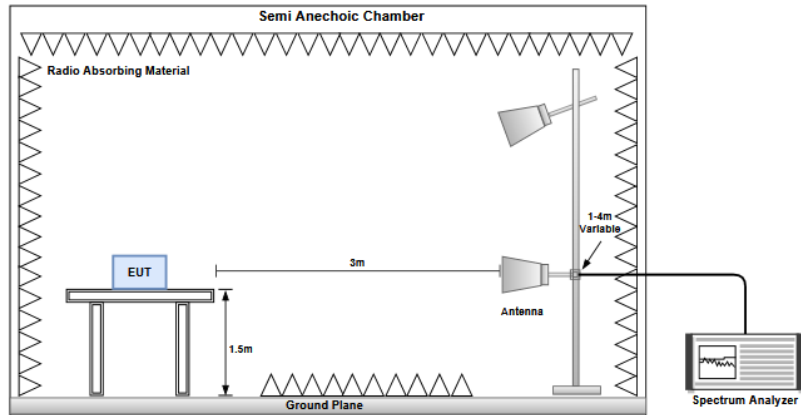 Semi Anechoic Chamber
Radio Absorbing Material
1-4m
Variable
3m
EUT
Antenna
1.5m
Ground Plane
Spectrum Analyzer